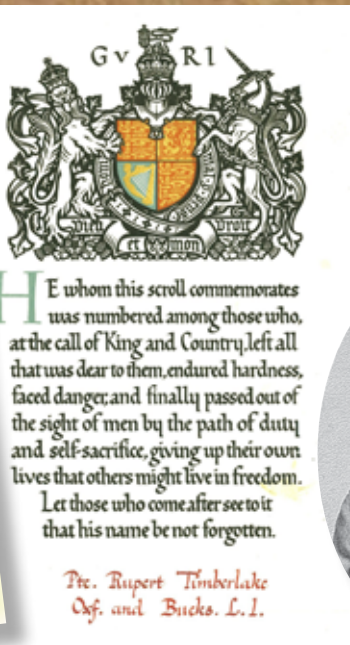 G V R I
Dieu et mon Droit
HE whom this scroll commemorates
was numbered among those who,
at the call of King and Country, left all
that was dear to them, endured hardness,
faced danger, and finally passed out of
the sight of men by the path of duty
and self-sacrifice, giving up their own
lives that others might live in freedom.
Let those who come after see to it
that his name be not forgotten.
Pte. Rupert Timberlake
Oxf. and Bucks. L.I.